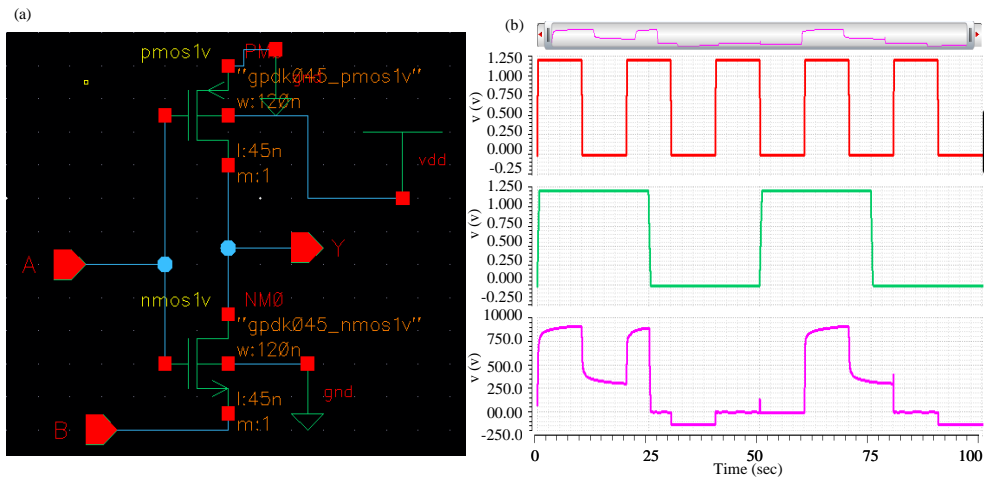 (a)
pmos1v
PM
"gpdk045_pmos1v"
gnd
w:120n
l:45n
m:1
vdd
A
Y
nmos1v
NM0
"gpdk045_nmos1v"
w:120n
gnd
l:45n
m:1
B
(b)
v (v)
1.250
1.000
0.750
0.500
0.250
0.000
-0.25
v (v)
1.250
1.000
0.750
0.500
0.250
0.000
-0.250
v (v)
10000
750.0
500.0
250.0
00.00
-250.0
0 25 50 75 100
Time (sec)